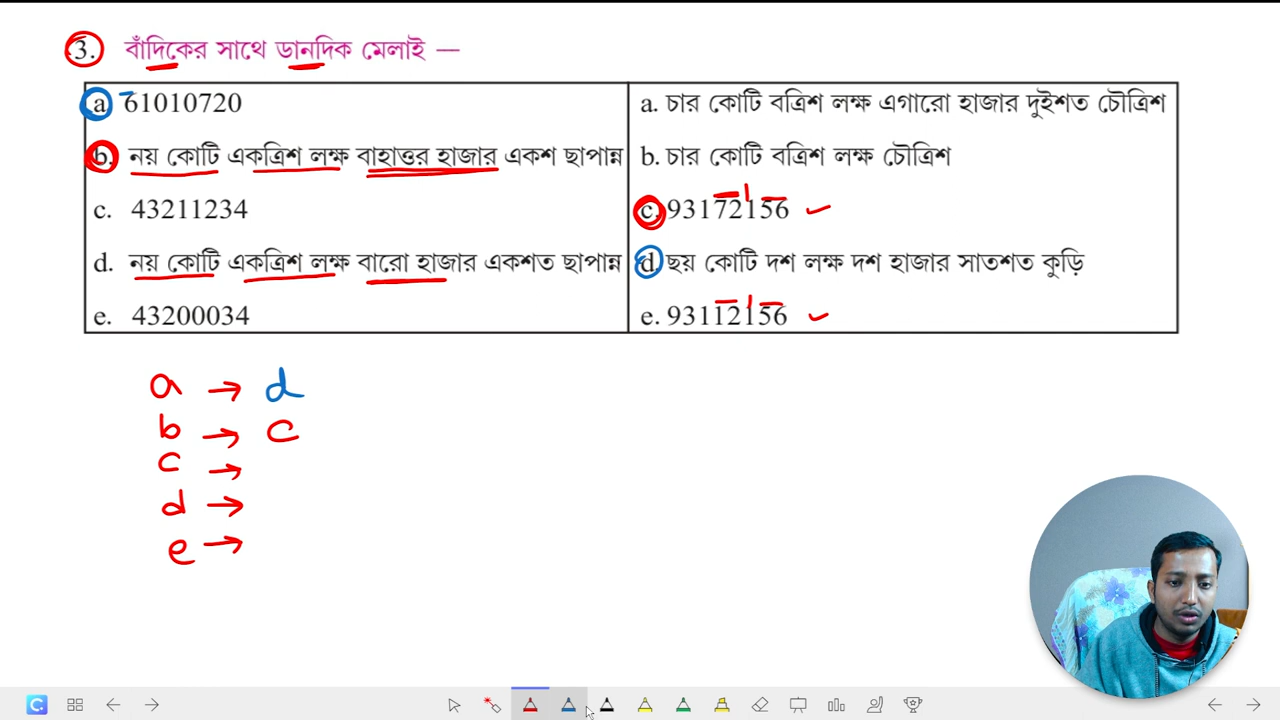 3. বাঁদিকের সাথে ডানদিক মেলাই —
a. 61010720
a. চার কোটি বত্রিশ লক্ষ এগারো হাজার দুইশত চৌত্রিশ
b. নয় কোটি একত্রিশ লক্ষ বাহাত্তর হাজার একশ ছাপান্ন
b. চার কোটি বত্রিশ লক্ষ চৌত্রিশ
c. 43211234
c. 93172156
d. নয় কোটি একত্রিশ লক্ষ বারো হাজার একশত ছাপান্ন
d. ছয় কোটি দশ লক্ষ দশ হাজার সাতশত কুড়ি
e. 43200034
e. 93112156
a → d
b → c
c →
d →
e →